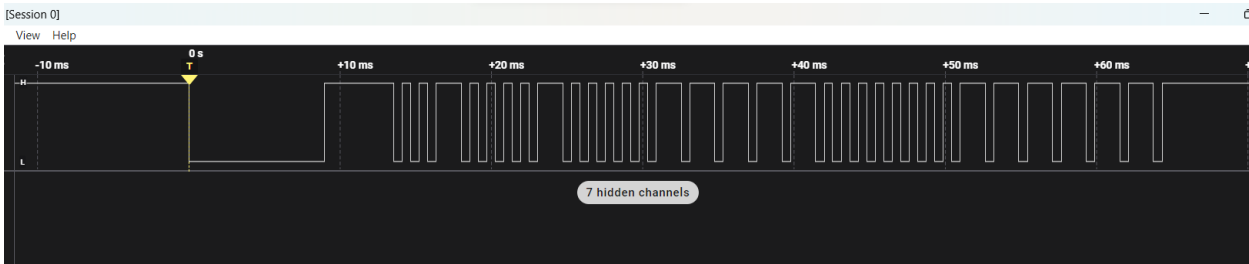 [Session 0]
View Help
0 s
-10 ms T +10 ms +20 ms +30 ms +40 ms +50 ms +60 ms
H
L
7 hidden channels